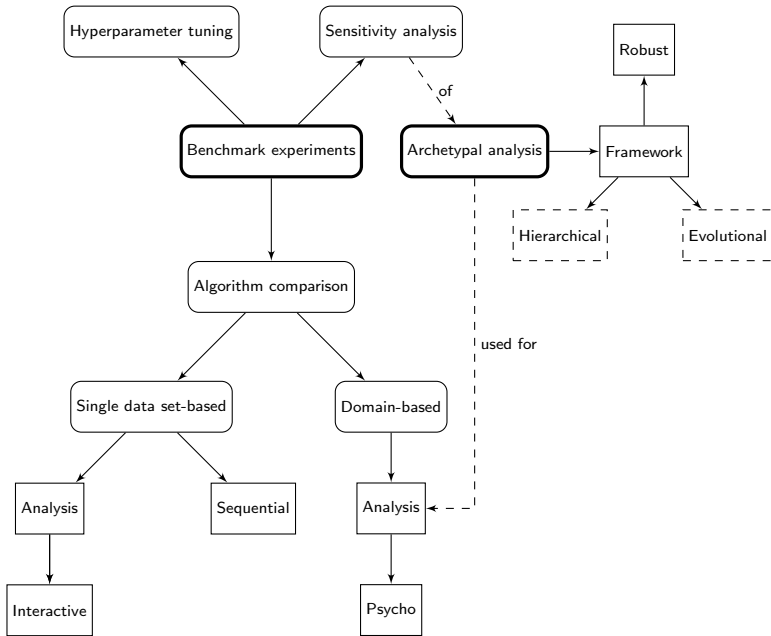 Hyperparameter tuning
Sensitivity analysis
Robust
of
Benchmark experiments
Archetypal analysis
Framework
Hierarchical
Evolutional
Algorithm comparison
used for
Single data set-based
Domain-based
Analysis
Sequential
Analysis
Interactive
Psycho